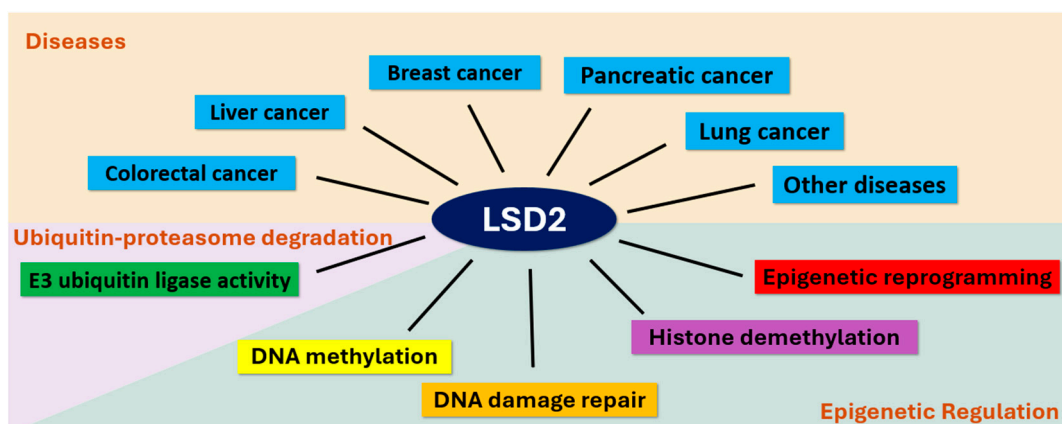 Diseases
Breast cancer
Pancreatic cancer
Liver cancer
Lung cancer
Colorectal cancer
Other diseases
LSD2
Ubiquitin-proteasome degradation
E3 ubiquitin ligase activity
Epigenetic reprogramming
Histone demethylation
DNA methylation
DNA damage repair
Epigenetic Regulation